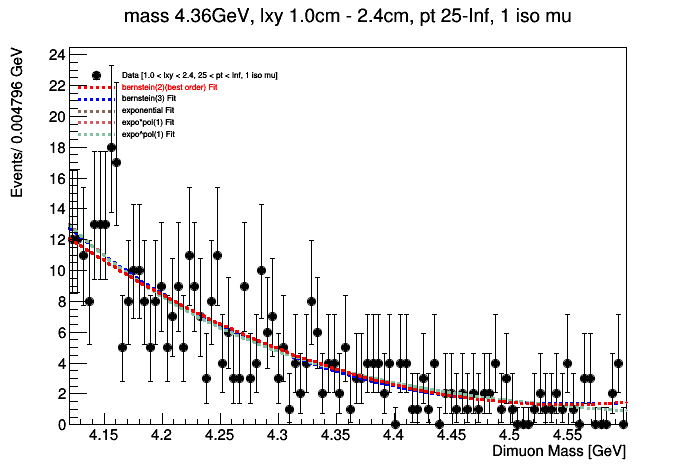 mass 4.36GeV, lxy 1.0cm - 2.4cm, pt 25-Inf, 1 iso mu
Events/ 0.004796 GeV
24
22
20
18
16
14
12
10
8
6
4
2
0
Data [1.0 < lxy < 2.4, 25 < pt < Inf, 1 iso mu]
bernstein(2)(best order) Fit
bernstein(3) Fit
exponential Fit
expo*pol(1) Fit
expo^pol(1) Fit
4.15 4.2 4.25 4.3 4.35 4.4 4.45 4.5 4.55
Dimuon Mass [GeV]